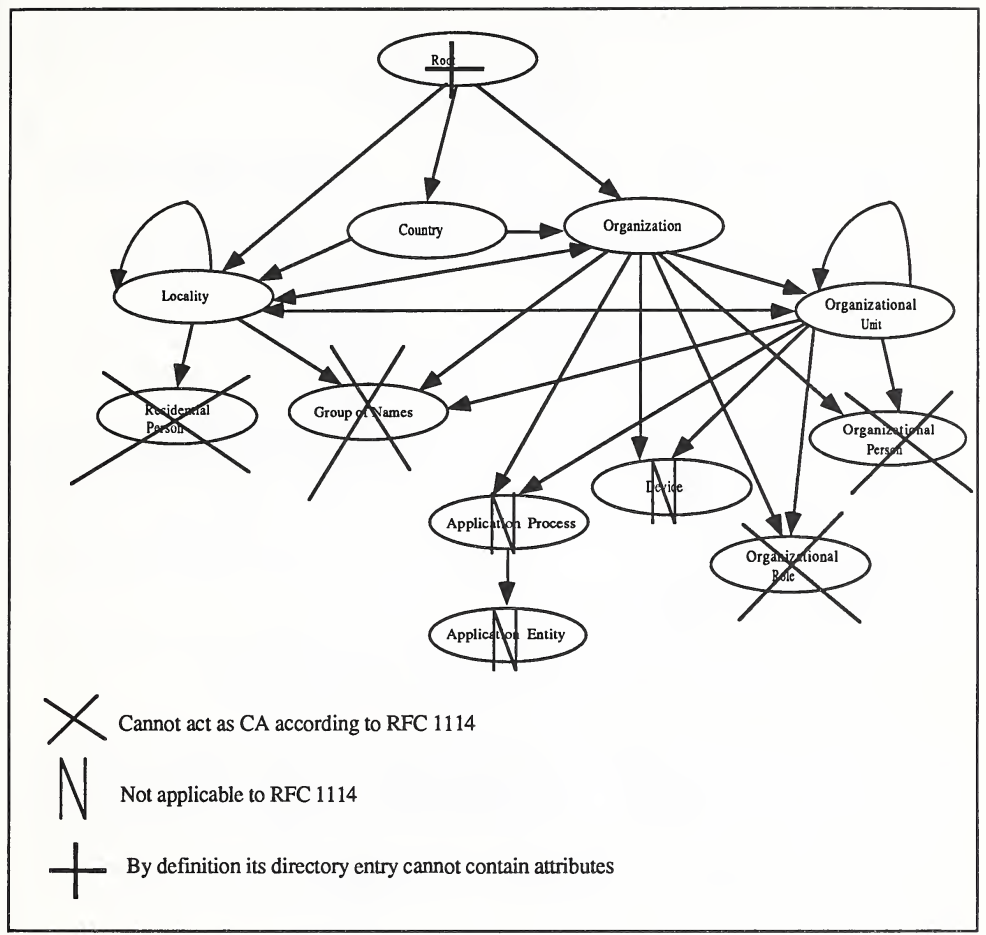 Root
Country
Organization
Locality
Organizational
Unit
Residential
Person
Group of Names
Organizational
Person
Device
Application Process
Organizational
Role
Application Entity
Cannot act as CA according to RFC 1114
N
Not applicable to RFC 1114
By definition its directory entry cannot contain attributes